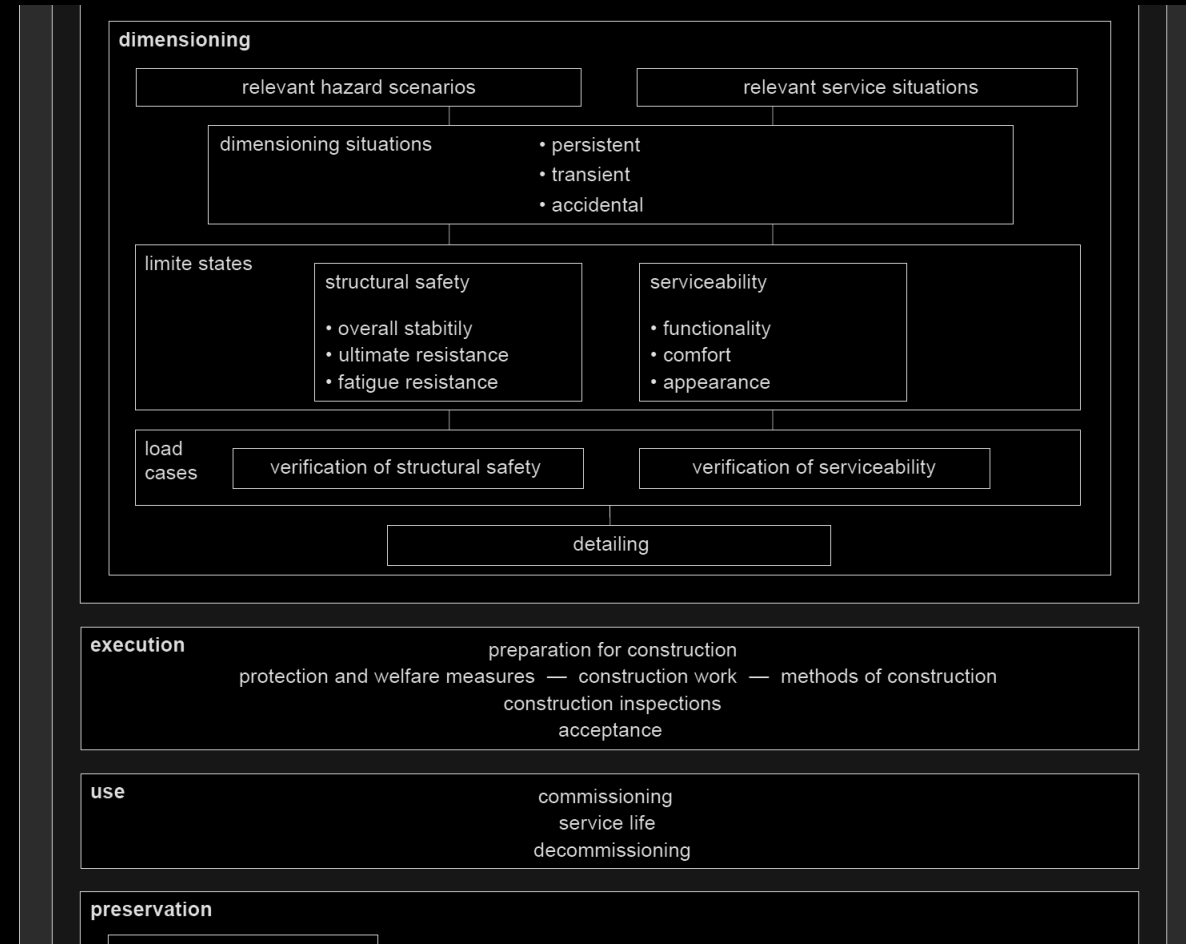 dimensioning
relevant hazard scenarios
relevant service situations
dimensioning situations
• persistent
• transient
• accidental
limite states
structural safety
• overall stabitily
• ultimate resistance
• fatigue resistance
serviceability
• functionality
• comfort
• appearance
load
cases
verification of structural safety
verification of serviceability
detailing
execution
preparation for construction
protection and welfare measures — construction work — methods of construction
construction inspections
acceptance
use
commissioning
service life
decommissioning
preservation